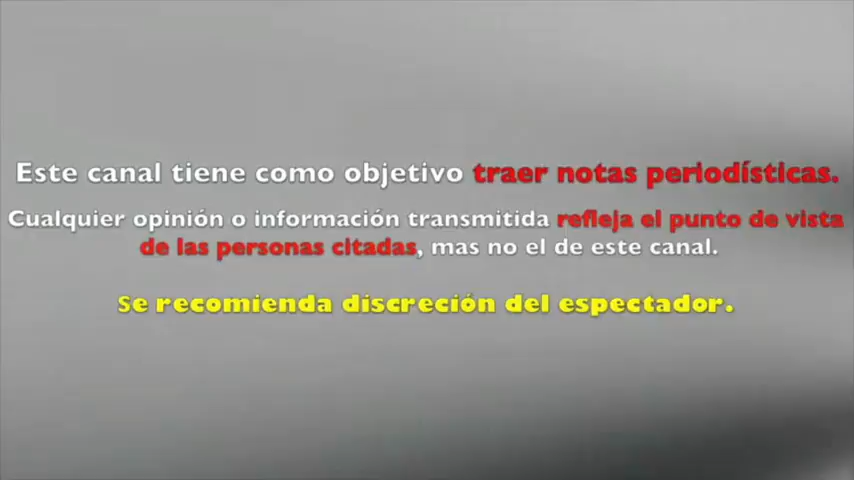 Este canal tiene como objetivo traer notas periodísticas.
Cualquier opinión o información transmitida refleja el punto de vista
de las personas citadas, mas no el de este canal.
Se recomienda discreción del espectador.